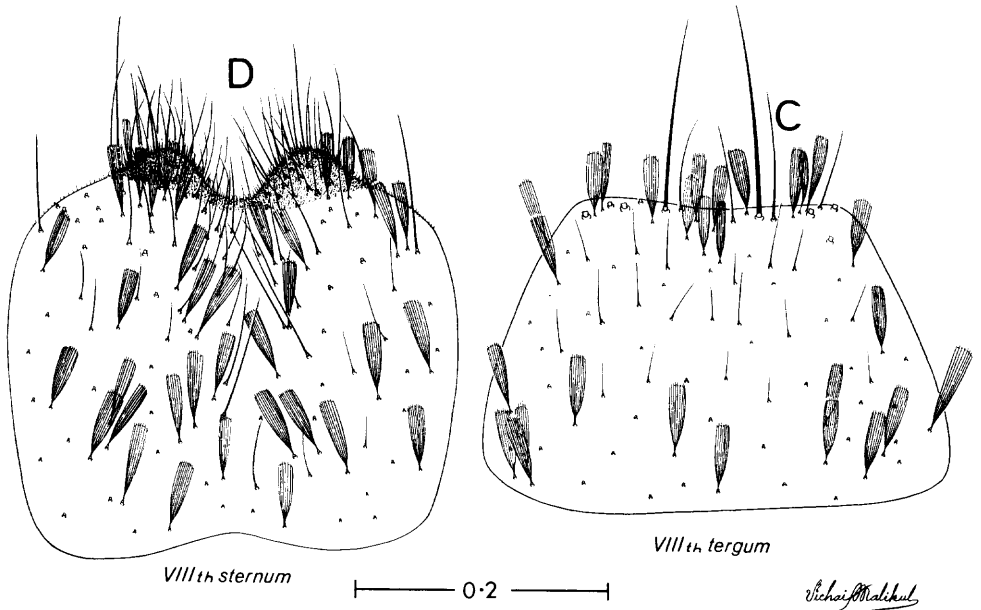 D
C
VIIIth sternum
VIIIth tergum
0·2
Vichai Malikul